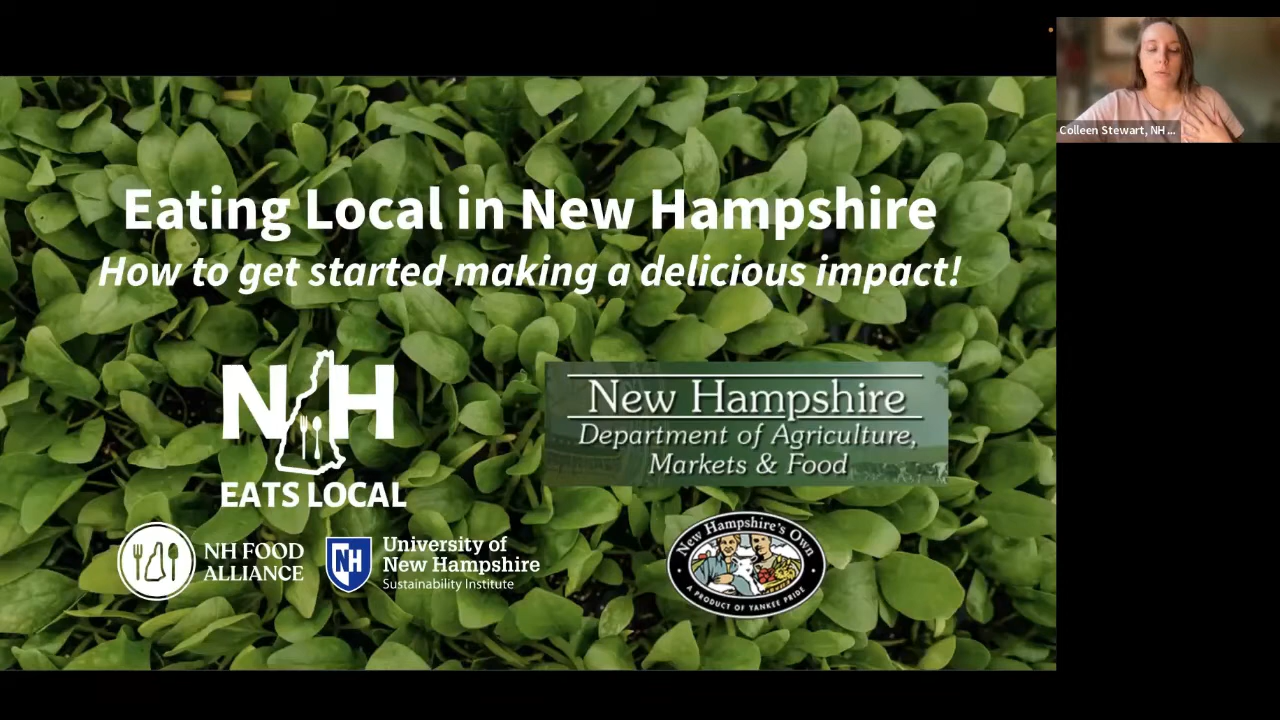 Eating Local in New Hampshire
How to get started making a delicious impact!
NH
EATS LOCAL
NH FOOD
ALLIANCE
NH
University of
New Hampshire
Sustainability Institute
New Hampshire
Department of Agriculture,
Markets & Food
New Hampshire's Own
A PRODUCT OF YANKEE PRIDE
Colleen Stewart, NH ...